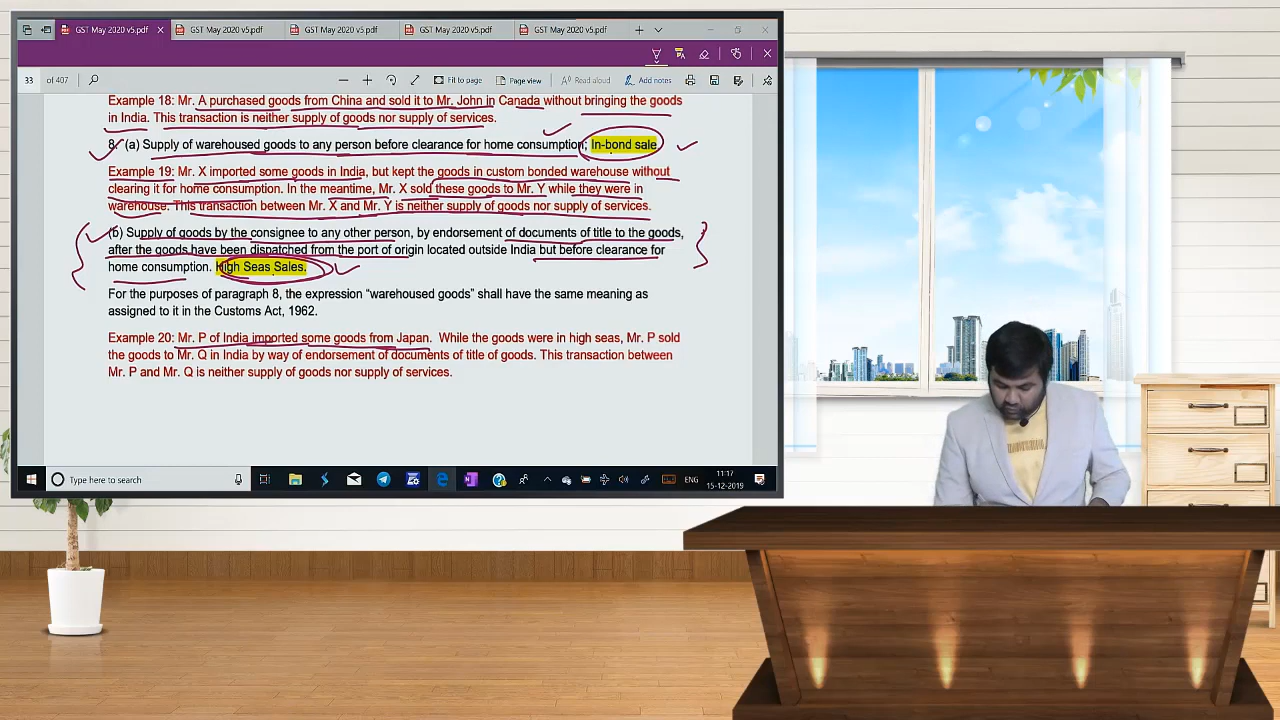 GST May 2020 v5.pdf
GST May 2020 v5.pdf
GST May 2020 v5.pdf
GST May 2020 v5.pdf
GST May 2020 v5.pdf
33 of 407
Fit to page
Page view
Read aloud
Add notes
Example 18: Mr. A purchased goods from China and sold it to Mr. John in Canada without bringing the goods
in India. This transaction is neither supply of goods nor supply of services.
8. (a) Supply of warehoused goods to any person before clearance for home consumption; In-bond sale
Example 19: Mr. X imported some goods in India, but kept the goods in custom bonded warehouse without
clearing it for home consumption. In the meantime, Mr. X sold these goods to Mr. Y while they were in
warehouse. This transaction between Mr. X and Mr. Y is neither supply of goods nor supply of services.
(b) Supply of goods by the consignee to any other person, by endorsement of documents of title to the goods,
after the goods have been dispatched from the port of origin located outside India but before clearance for
home consumption. High Seas Sales.
For the purposes of paragraph 8, the expression “warehoused goods” shall have the same meaning as
assigned to it in the Customs Act, 1962.
Example 20: Mr. P of India imported some goods from Japan. While the goods were in high seas, Mr. P sold
the goods to Mr. Q in India by way of endorsement of documents of title of goods. This transaction between
Mr. P and Mr. Q is neither supply of goods nor supply of services.
Type here to search
ENG
11:17
15-12-2019